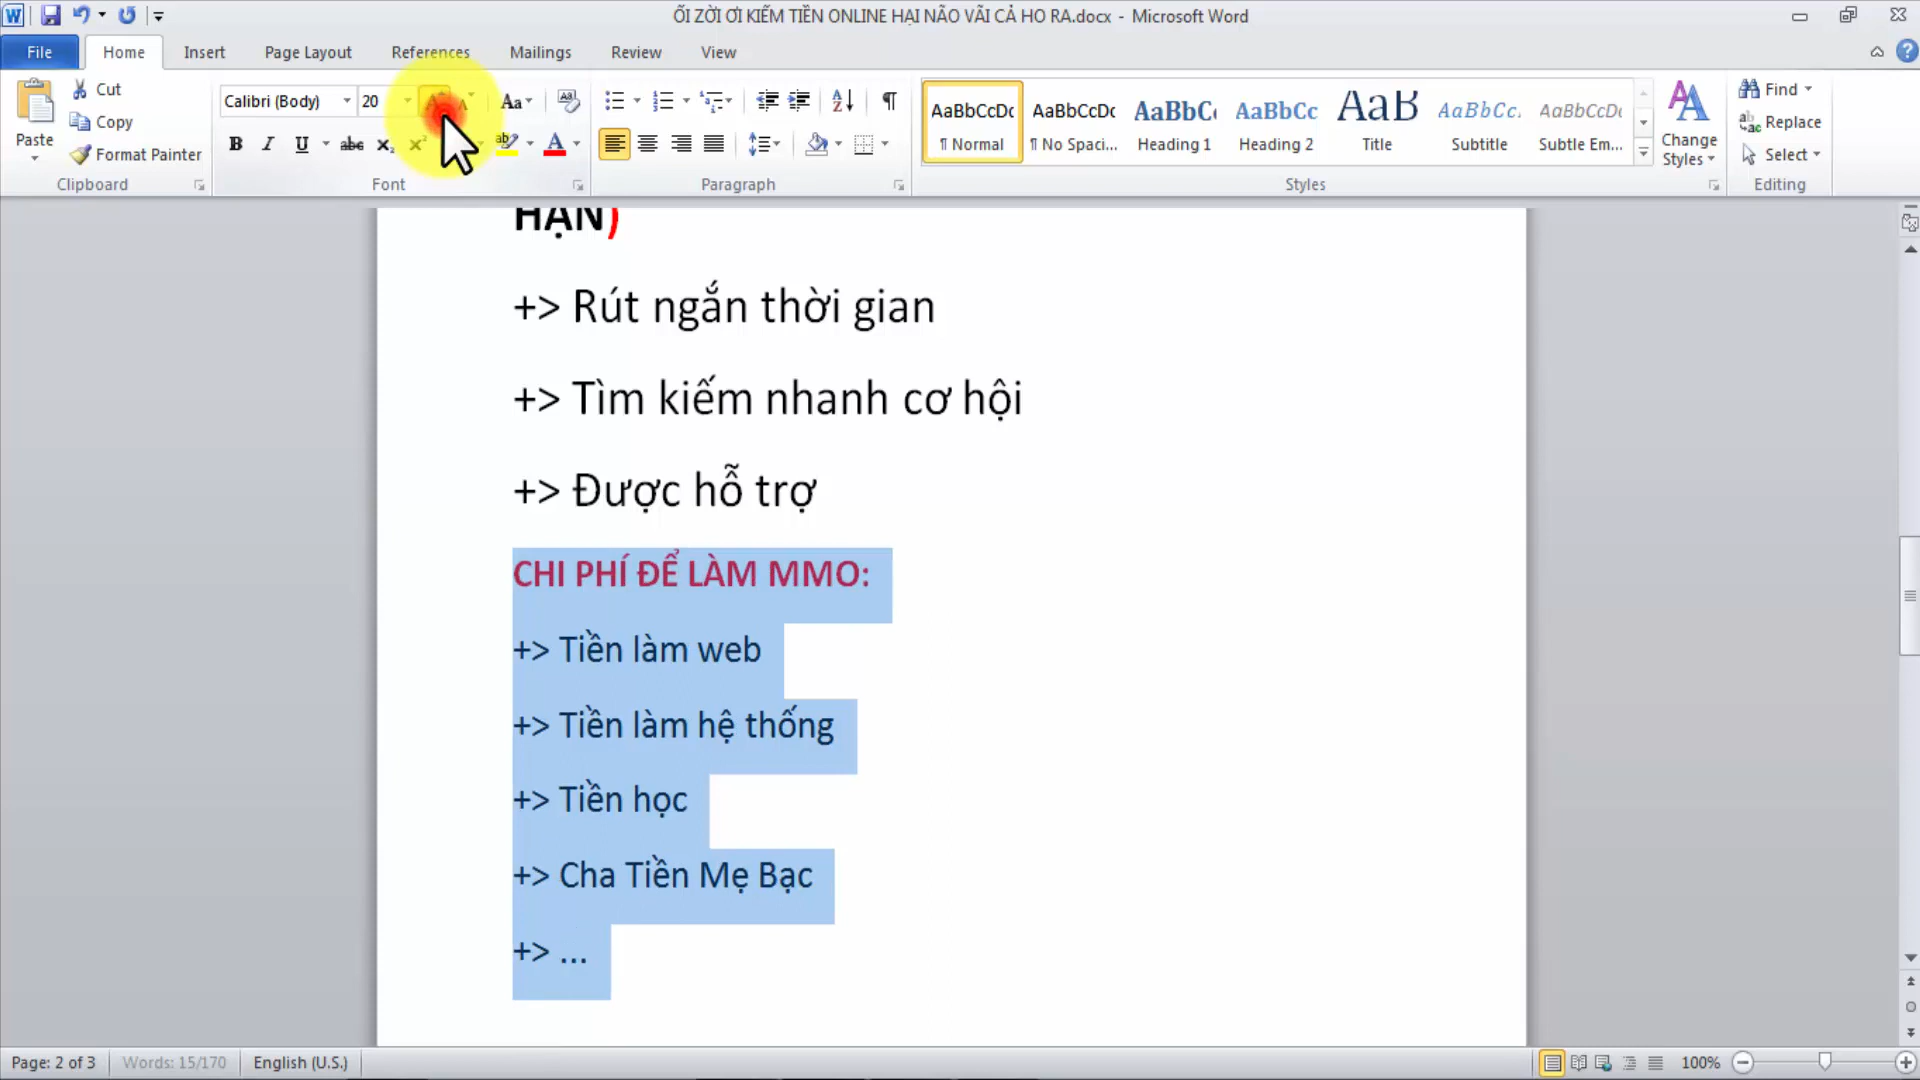 ỐI ZỜI ƠI KIẾM TIỀN ONLINE HẠI NÃO VÃI CẢ HO RA.docx - Microsoft Word
File Home Insert Page Layout References Mailings Review View
Cut
Copy
Format Painter
Paste
Clipboard
Calibri (Body) 20 Aa
B I U abc
Font
Paragraph
AaBbCcDc AaBbCcDc AaBbC AaBbCc AaB AaBbCc. AaBbCcDc
¶ Normal ¶ No Spaci... Heading 1 Heading 2 Title Subtitle Subtle Em...
Styles
Change Styles
Find
Replace
Select
Editing
HẠN)
+> Rút ngắn thời gian
+> Tìm kiếm nhanh cơ hội
+> Được hỗ trợ
CHI PHÍ ĐỂ LÀM MMO:
+> Tiền làm web
+> Tiền làm hệ thống
+> Tiền học
+> Cha Tiền Mẹ Bạc
+> ...
Page: 2 of 3 Words: 15/170 English (U.S.) 100%